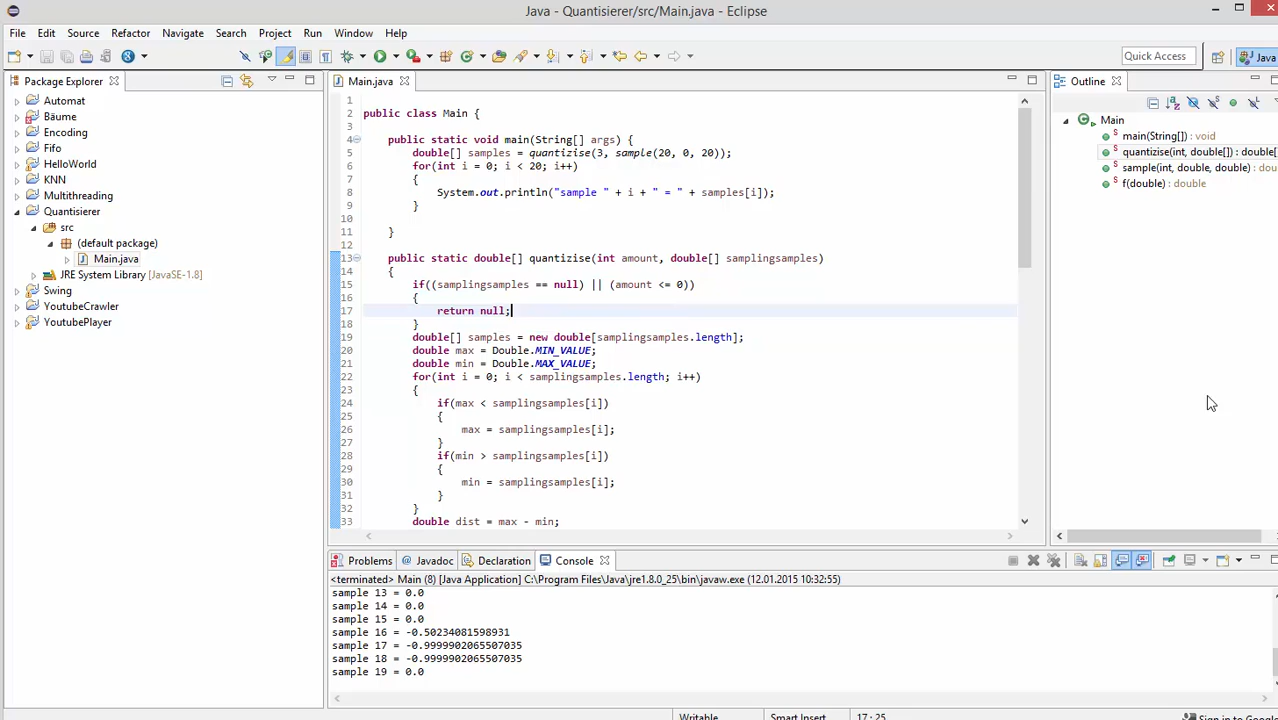 Java - Quantisierer/src/Main.java - Eclipse
File Edit Source Refactor Navigate Search Project Run Window Help
Quick Access
Java
Package Explorer
Automat
Bäume
Encoding
Fifo
HelloWorld
KNN
Multithreading
Quantisierer
src
(default package)
Main.java
JRE System Library [JavaSE-1.8]
Swing
YoutubeCrawler
YoutubePlayer
Main.java
1
2 public class Main {
3
4 public static void main(String[] args) {
5 double[] samples = quantizise(3, sample(20, 0, 20));
6 for(int i = 0; i < 20; i++)
7 {
8 System.out.println("sample " + i + " = " + samples[i]);
9 }
10
11 }
12
13 public static double[] quantizise(int amount, double[] samplingsamples)
14 {
15 if((samplingsamples == null) || (amount <= 0))
16 {
17 return null;
18 }
19 double[] samples = new double[samplingsamples.length];
20 double max = Double.MIN_VALUE;
21 double min = Double.MAX_VALUE;
22 for(int i = 0; i < samplingsamples.length; i++)
23 {
24 if(max < samplingsamples[i])
25 {
26 max = samplingsamples[i];
27 }
28 if(min > samplingsamples[i])
29 {
30 min = samplingsamples[i];
31 }
32 }
33 double dist = max - min;
Outline
Main
main(String[]) : void
quantizise(int, double[]) : double[
sample(int, double, double) : dou
f(double) : double
Problems Javadoc Declaration Console
<terminated> Main (8) [Java Application] C:\Program Files\Java\jre1.8.0_25\bin\javaw.exe (12.01.2015 10:32:55)
sample 13 = 0.0
sample 14 = 0.0
sample 15 = 0.0
sample 16 = -0.50234081598931
sample 17 = -0.9999902065507035
sample 18 = -0.9999902065507035
sample 19 = 0.0
Writable Smart Insert 17 : 25 Sign in to Google